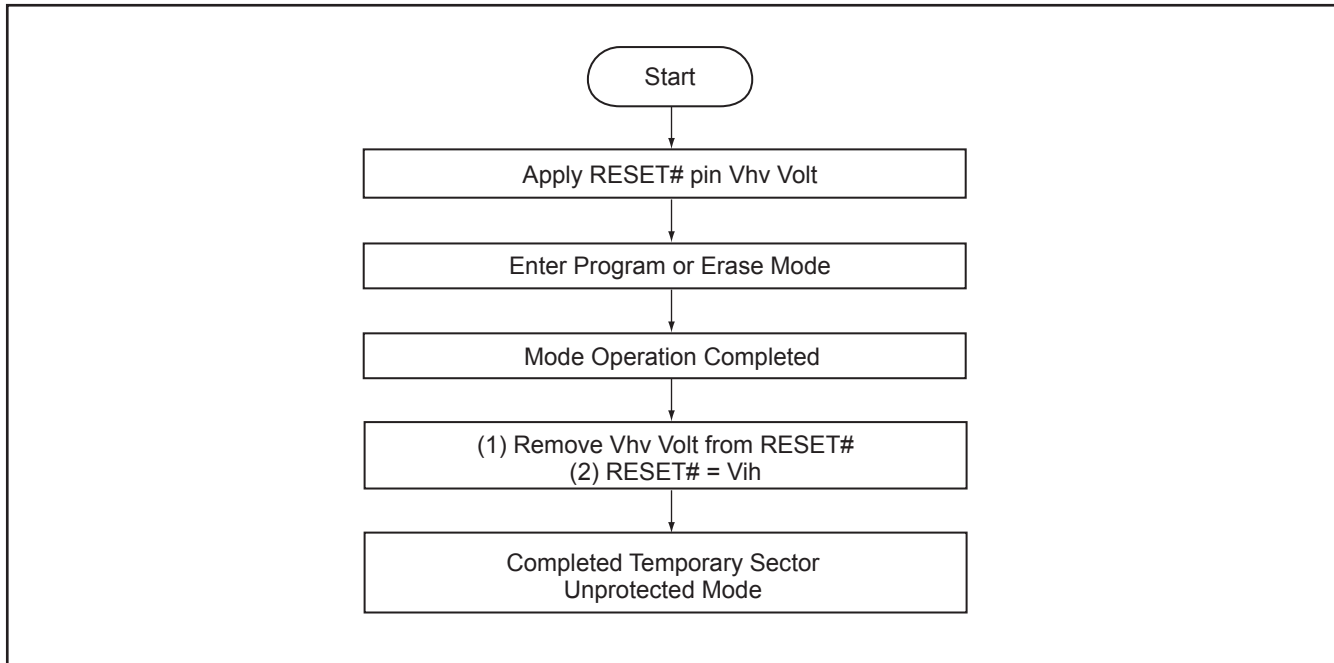 Start
Apply RESET# pin Vhv Volt
Enter Program or Erase Mode
Mode Operation Completed
(1) Remove Vhv Volt from RESET#
(2) RESET# = Vih
Completed Temporary Sector
Unprotected Mode